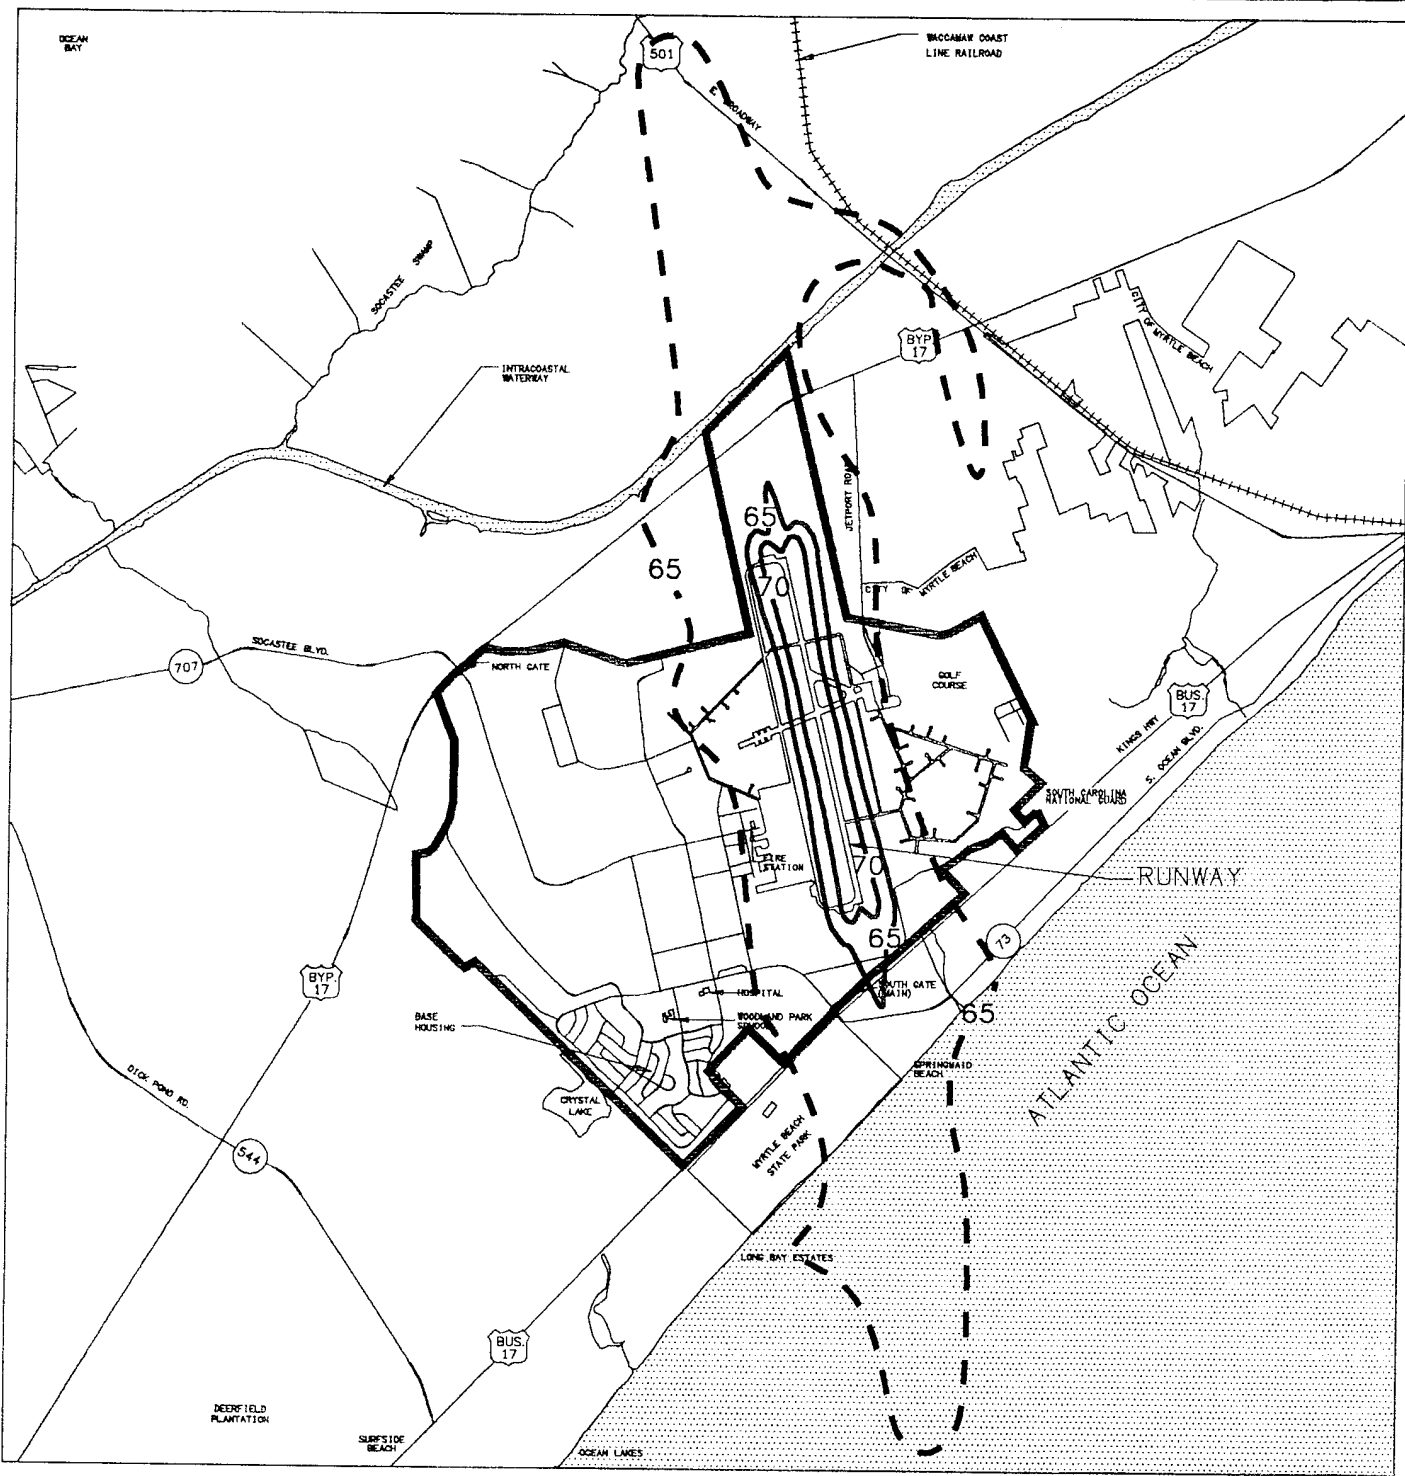 OCEAN
BAY
501
WACCAMAW COAST
LINE RAILROAD
E. BROADWAY
SOCASTEE SWAMP
CITY OF MYRTLE BEACH
BYP.
17
INTRACOASTAL
WATERWAY
JETPORT ROAD
65
65
70
CITY OF MYRTLE BEACH
SOCASTEE BLVD.
707
NORTH GATE
GOLF
COURSE
BUS.
17
KINGS HWY
S. OCEAN BLVD.
SOUTH CAROLINA
NATIONAL GUARD
FIRE
STATION
70
RUNWAY
65
73
BYP.
17
SOUTH GATE
(MAIN)
HOSPITAL
BASE
HOUSING
WOODLAND PARK
SCHOOL
65
ATLANTIC OCEAN
SPRINGMAID
BEACH
DICK POND RD.
CRYSTAL
LAKE
544
MYRTLE BEACH
STATE PARK
LONG BAY ESTATES
BUS.
17
DEERFIELD
PLANTATION
SURFSIDE
BEACH
OCEAN LAKES